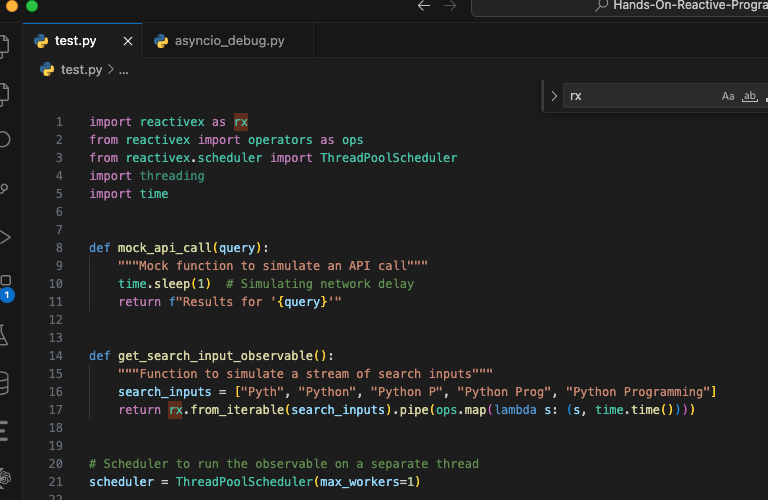 Hands-On-Reactive-Progra
test.py
asyncio_debug.py
test.py > ...
rx
Aa
ab
1 import reactivex as rx
2 from reactivex import operators as ops
3 from reactivex.scheduler import ThreadPoolScheduler
4 import threading
5 import time
6
7
8 def mock_api_call(query):
9 """Mock function to simulate an API call"""
10 time.sleep(1) # Simulating network delay
11 return f"Results for '{query}'"
12
13
14 def get_search_input_observable():
15 """Function to simulate a stream of search inputs"""
16 search_inputs = ["Pyth", "Python", "Python P", "Python Prog", "Python Programming"]
17 return rx.from_iterable(search_inputs).pipe(ops.map(lambda s: (s, time.time())))
18
19
20 # Scheduler to run the observable on a separate thread
21 scheduler = ThreadPoolScheduler(max_workers=1)
22
1